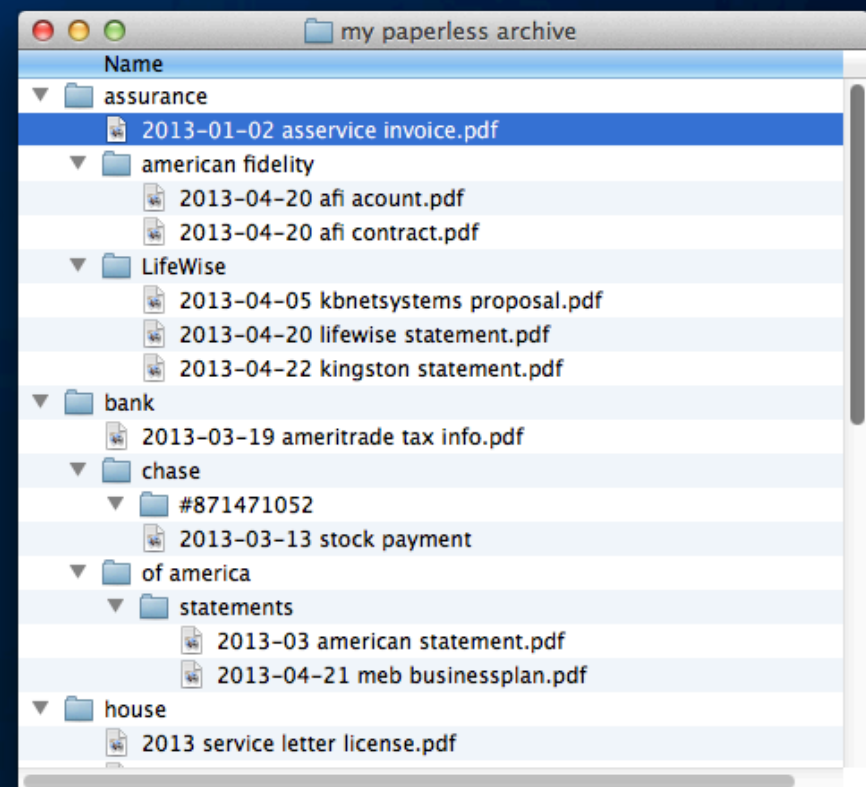 my paperless archive
Name
assurance
2013-01-02 asservice invoice.pdf
american fidelity
2013-04-20 afi acount.pdf
2013-04-20 afi contract.pdf
LifeWise
2013-04-05 kbnetsystems proposal.pdf
2013-04-20 lifewise statement.pdf
2013-04-22 kingston statement.pdf
bank
2013-03-19 ameritrade tax info.pdf
chase
#871471052
2013-03-13 stock payment
of america
statements
2013-03 american statement.pdf
2013-04-21 meb businessplan.pdf
house
2013 service letter license.pdf